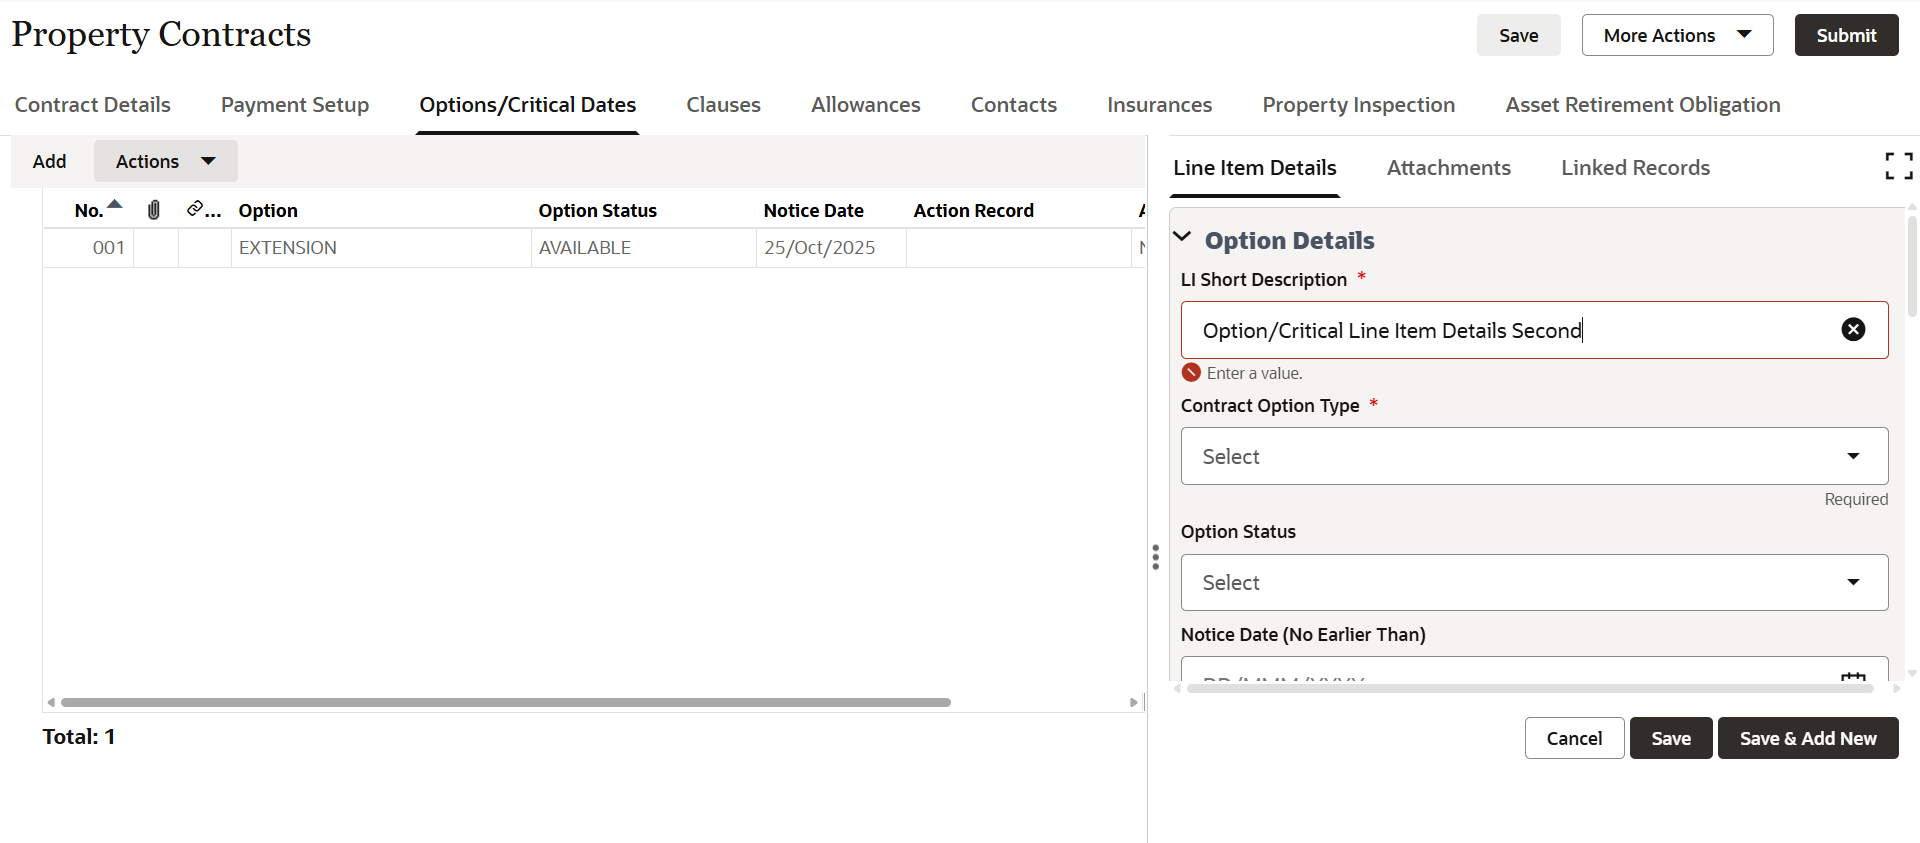 Property Contracts
Save
More Actions
Submit
Contract Details
Payment Setup
Options/Critical Dates
Clauses
Allowances
Contacts
Insurances
Property Inspection
Asset Retirement Obligation
Add
Actions
No.
...
Option
Option Status
Notice Date
Action Record
001
EXTENSION
AVAILABLE
25/Oct/2025
Total: 1
Line Item Details
Attachments
Linked Records
Option Details
LI Short Description *
Option/Critical Line Item Details Second
Enter a value.
Contract Option Type *
Select
Required
Option Status
Select
Notice Date (No Earlier Than)
DD/MMM/YYYY
Cancel
Save
Save & Add New